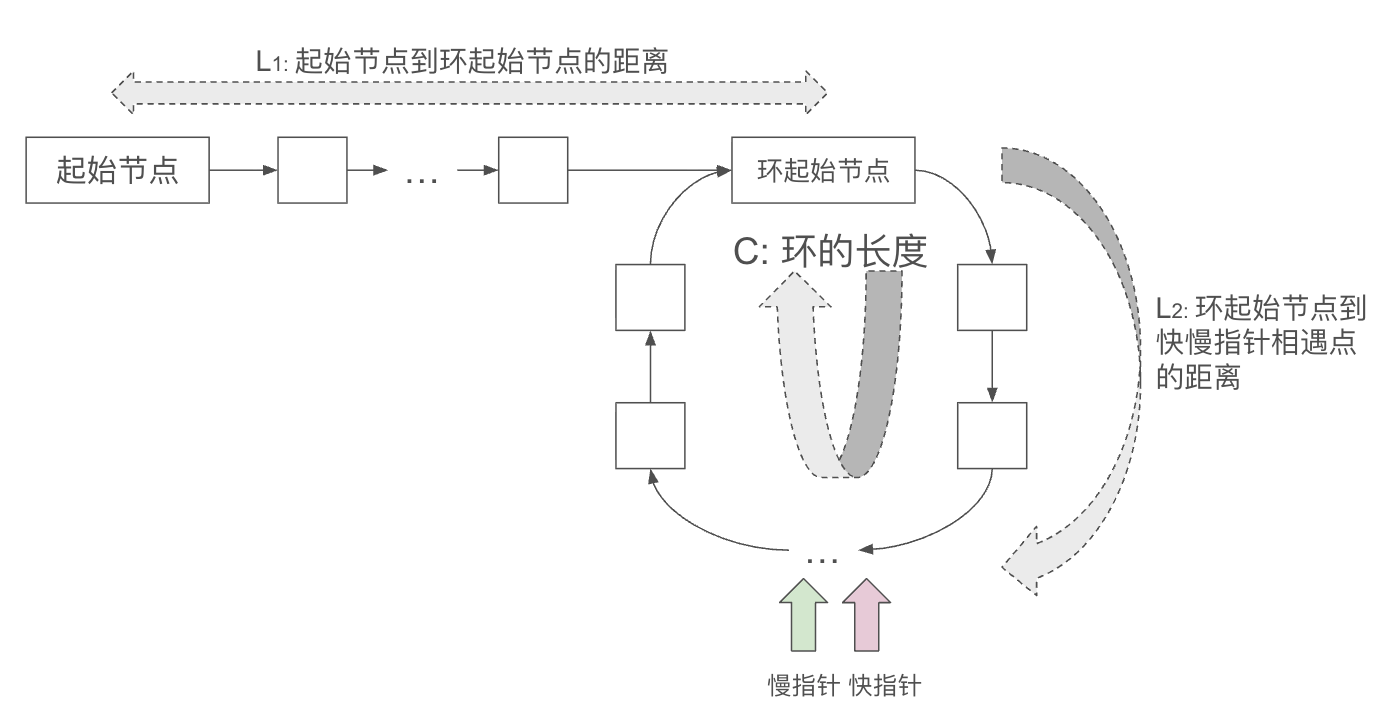 L1: 起始节点到环起始节点的距离
起始节点
...
环起始节点
C: 环的长度
L2: 环起始节点到
快慢指针相遇点
的距离
...
慢指针 快指针